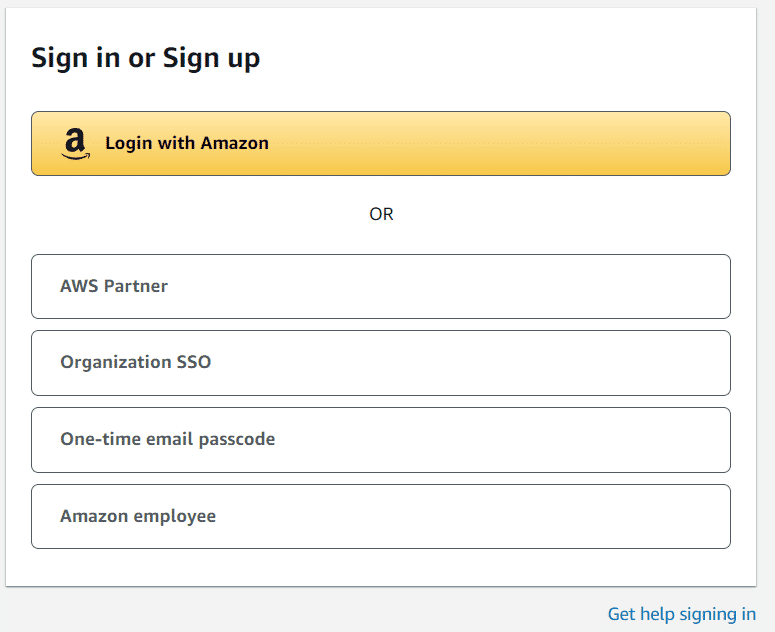 Sign in or Sign up
Login with Amazon
OR
AWS Partner
Organization SSO
One-time email passcode
Amazon employee
Get help signing in